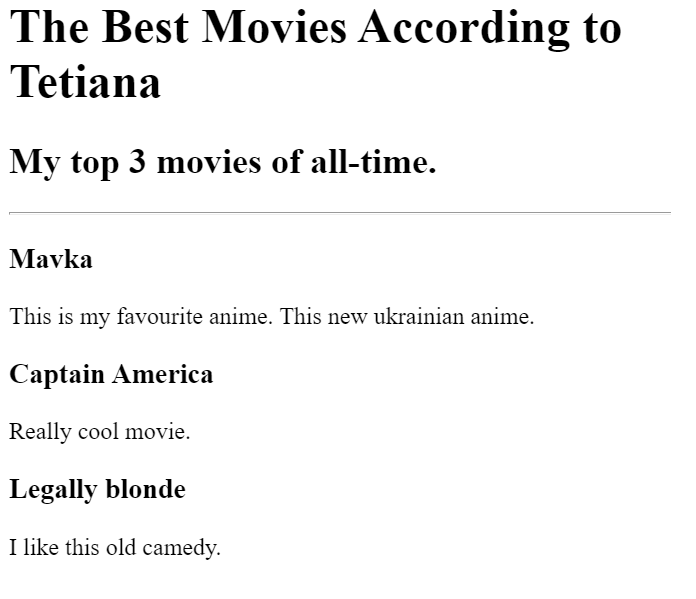 The Best Movies According to
Tetiana
My top 3 movies of all-time.
Mavka
This is my favourite anime. This new ukrainian anime.
Captain America
Really cool movie.
Legally blonde
I like this old camedy.